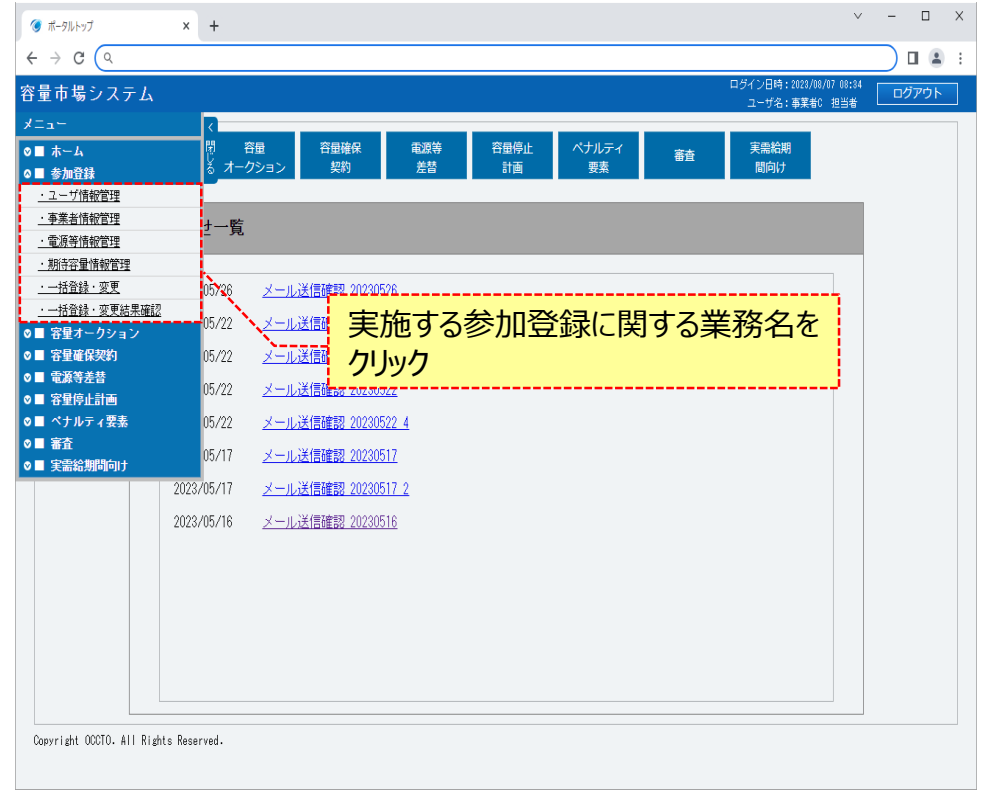 ポータルトップ
容量市場システム
ログイン日時：2023/08/07 08:34
ユーザ名：事業者C 担当者
ログアウト
メニュー
閉じる
■ ホーム
■ 参加登録
・ユーザ情報管理
・事業者情報管理
・電源等情報管理
・期待容量情報管理
・一括登録・変更
・一括登録・変更結果確認
■ 容量オークション
■ 容量確保契約
■ 電源等差替
■ 容量停止計画
■ ペナルティ要素
■ 審査
■ 実需給期間向け
容量
オークション
容量確保
契約
電源等
差替
容量停止
計画
ペナルティ
要素
審査
実需給期
間向け
せ一覧
05/26 メール送信確認 20230526
05/22 メール送信
05/22 メール送信
05/22 メール送信確認 20230522
05/22 メール送信確認 20230522 4
05/17 メール送信確認 20230517
2023/05/17 メール送信確認 20230517 2
2023/05/16 メール送信確認 20230516
実施する参加登録に関する業務名を
クリック
Copyright OCCTO. All Rights Reserved.